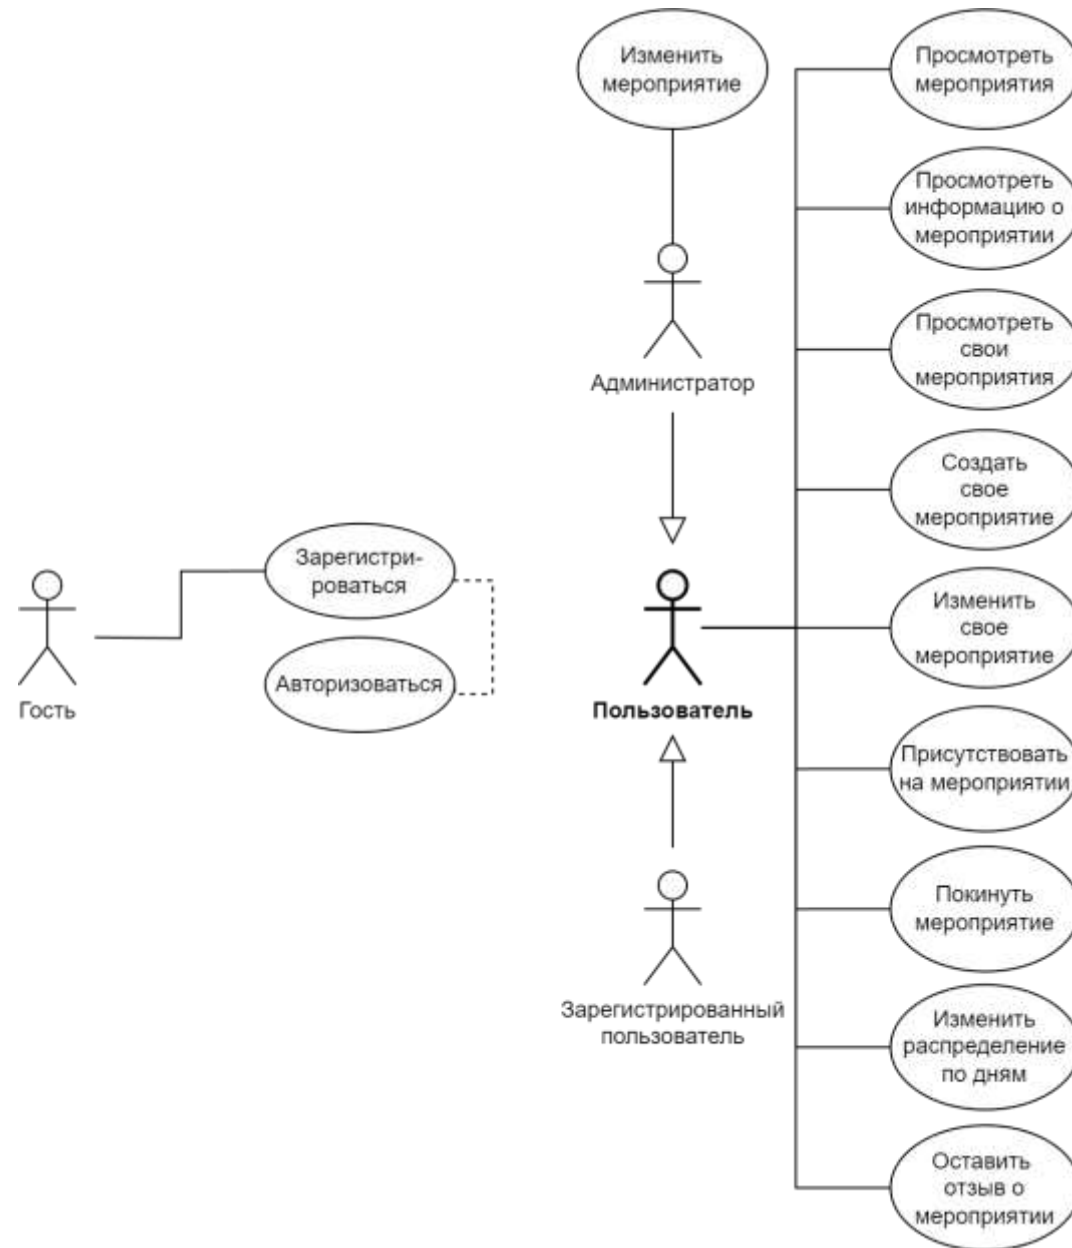 Изменить
мероприятие
Администратор
Зарегистри-
роваться
Авторизоваться
Гость
Пользователь
Зарегистрированный
пользователь
Просмотреть
мероприятия
Просмотреть
информацию о
мероприятии
Просмотреть
свои
мероприятия
Создать
свое
мероприятие
Изменить
свое
мероприятие
Присутствовать
на мероприятии
Покинуть
мероприятие
Изменить
распределение
по дням
Оставить
отзыв о
мероприятии